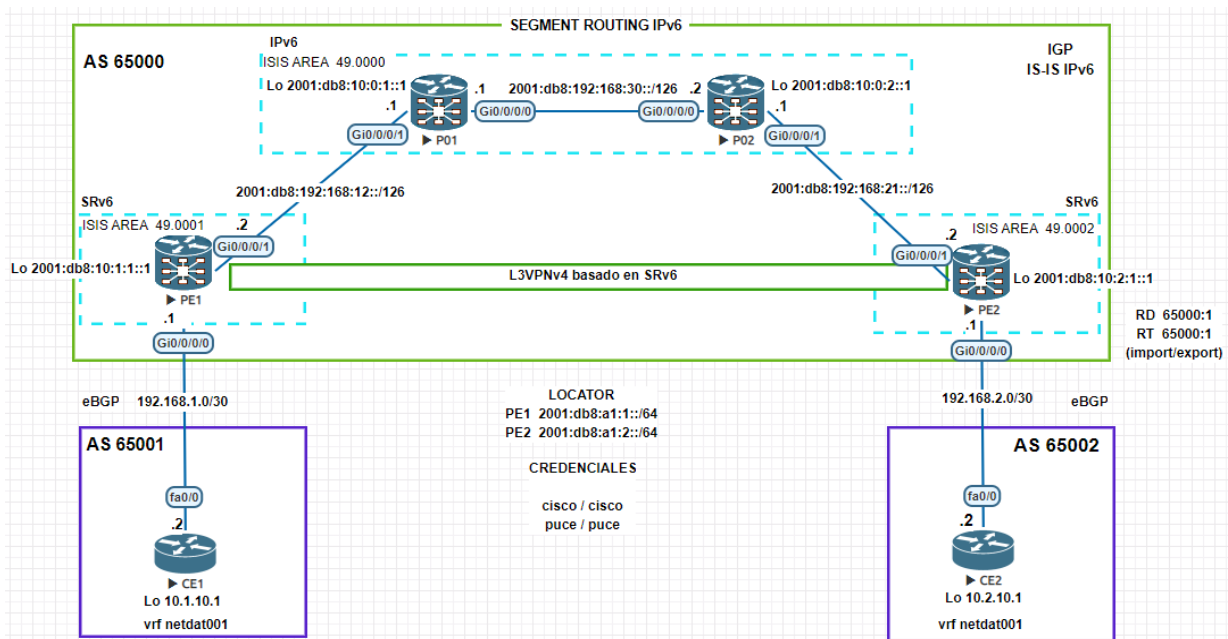 SEGMENT ROUTING IPv6
AS 65000
IPv6
ISIS AREA 49.0000
IGP
IS-IS IPv6
Lo 2001:db8:10:0:1::1
.1
2001:db8:192:168:30::/126
.2
Lo 2001:db8:10:0:2::1
.1
Gi0/0/0/0
Gi0/0/0/0
.1
Gi0/0/0/1
P01
P02
Gi0/0/0/1
2001:db8:192:168:12::/126
2001:db8:192:168:21::/126
SRv6
ISIS AREA 49.0001
.2
Gi0/0/0/1
SRv6
ISIS AREA 49.0002
.2
Gi0/0/0/1
Lo 2001:db8:10:1:1::1
L3VPNv4 basado en SRv6
Lo 2001:db8:10:2:1::1
PE1
PE2
.1
.1
Gi0/0/0/0
Gi0/0/0/0
RD 65000:1
RT 65000:1
(import/export)
eBGP
192.168.1.0/30
LOCATOR
PE1 2001:db8:a1:1::/64
PE2 2001:db8:a1:2::/64
192.168.2.0/30
eBGP
AS 65001
CREDENCIALES
cisco / cisco
puce / puce
AS 65002
fa0/0
.2
CE1
Lo 10.1.10.1
vrf netdat001
fa0/0
.2
CE2
Lo 10.2.10.1
vrf netdat001